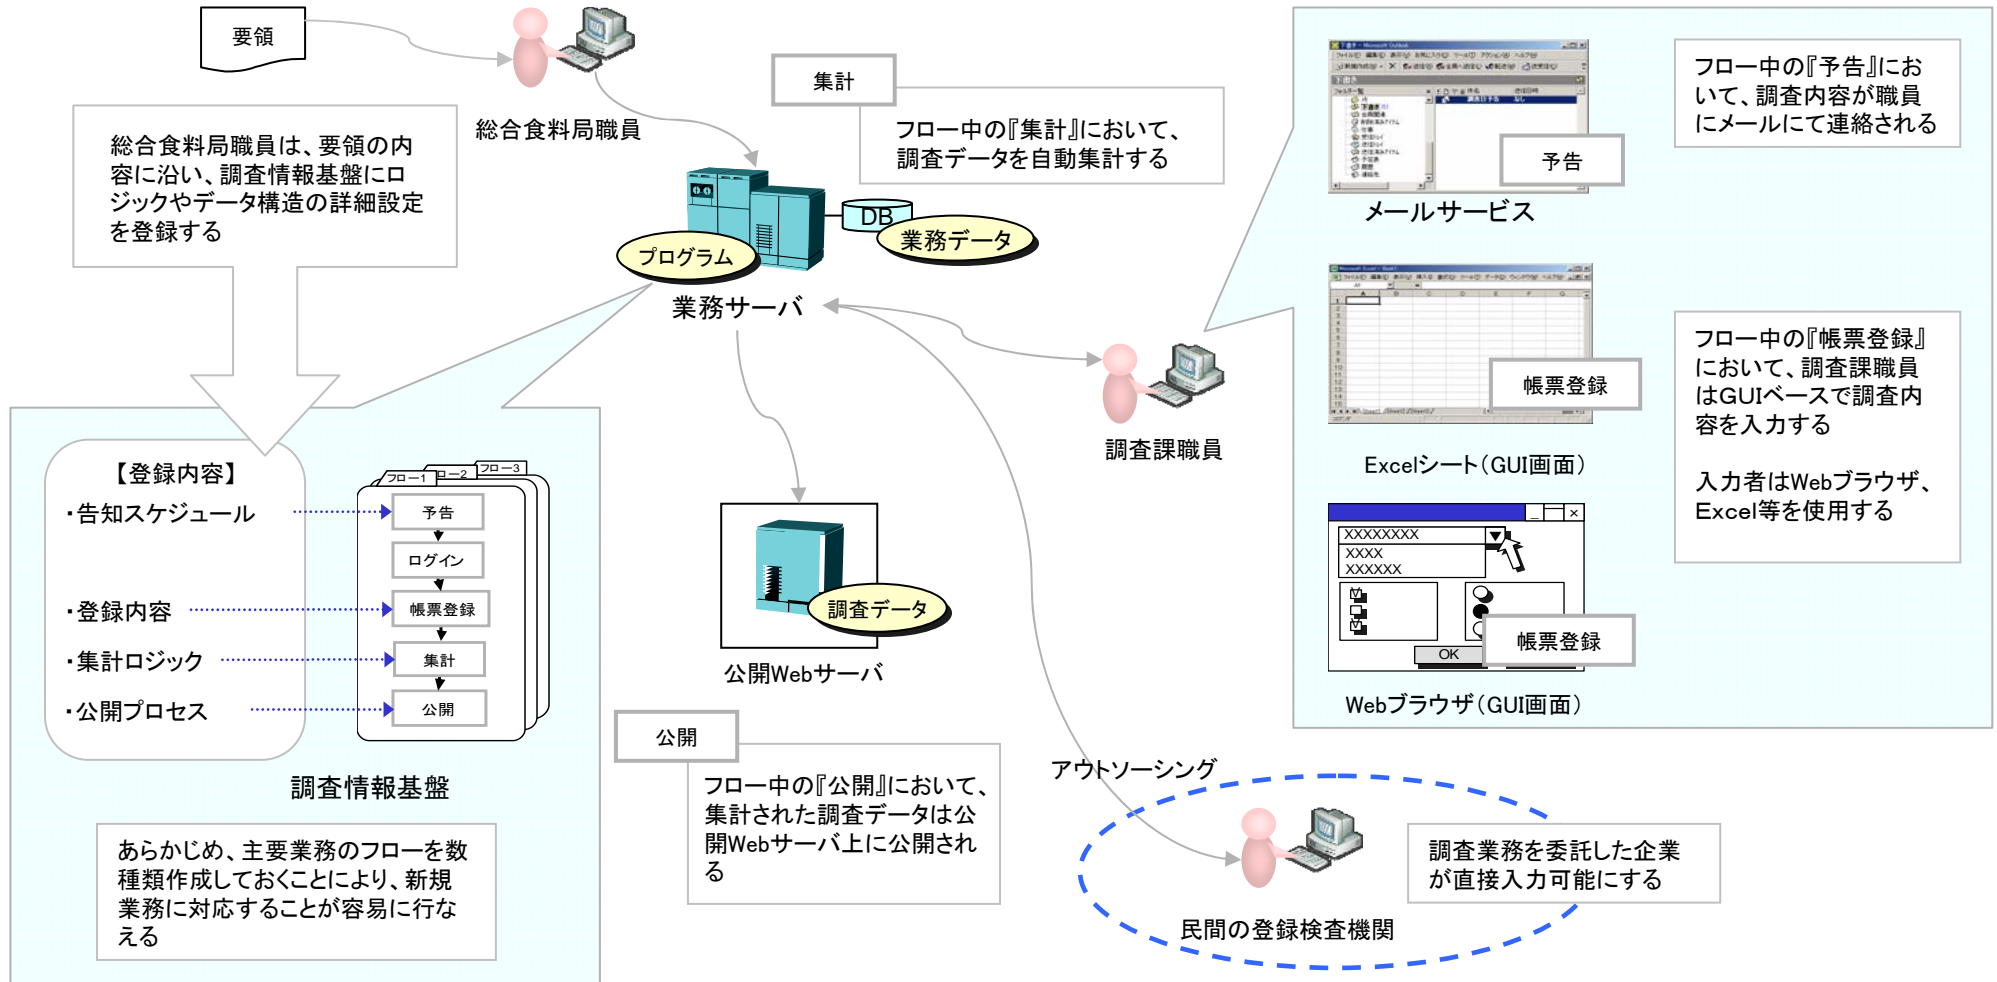 要領
総合食料局職員
総合食料局職員は、要領の内
容に沿い、調査情報基盤にロ
ジックやデータ構造の詳細設定
を登録する
集計
フロー中の『集計』において、
調査データを自動集計する
DB
業務データ
プログラム
業務サーバ
調査課職員
【登録内容】
・告知スケジュール
・登録内容
・集計ロジック
・公開プロセス
フロー1
ロー2
フロー3
予告
ログイン
帳票登録
集計
公開
調査情報基盤
あらかじめ、主要業務のフローを数
種類作成しておくことにより、新規
業務に対応することが容易に行な
える
調査データ
公開Webサーバ
公開
フロー中の『公開』において、
集計された調査データは公
開Webサーバ上に公開され
る
アウトソーシング
民間の登録検査機関
調査業務を委託した企業
が直接入力可能にする
下書き - Microsoft Outlook
下書き
調査日予告 なし
予告
メールサービス
フロー中の『予告』にお
いて、調査内容が職員
にメールにて連絡される
Microsoft Excel - Book1
A B C D E F G
帳票登録
Excelシート(GUI画面)
フロー中の『帳票登録』
において、調査課職員
はGUIベースで調査内
容を入力する
入力者はWebブラウザ、
Excel等を使用する
XXXXXXXX
XXXX
XXXXXX
OK
帳票登録
Webブラウザ(GUI画面)